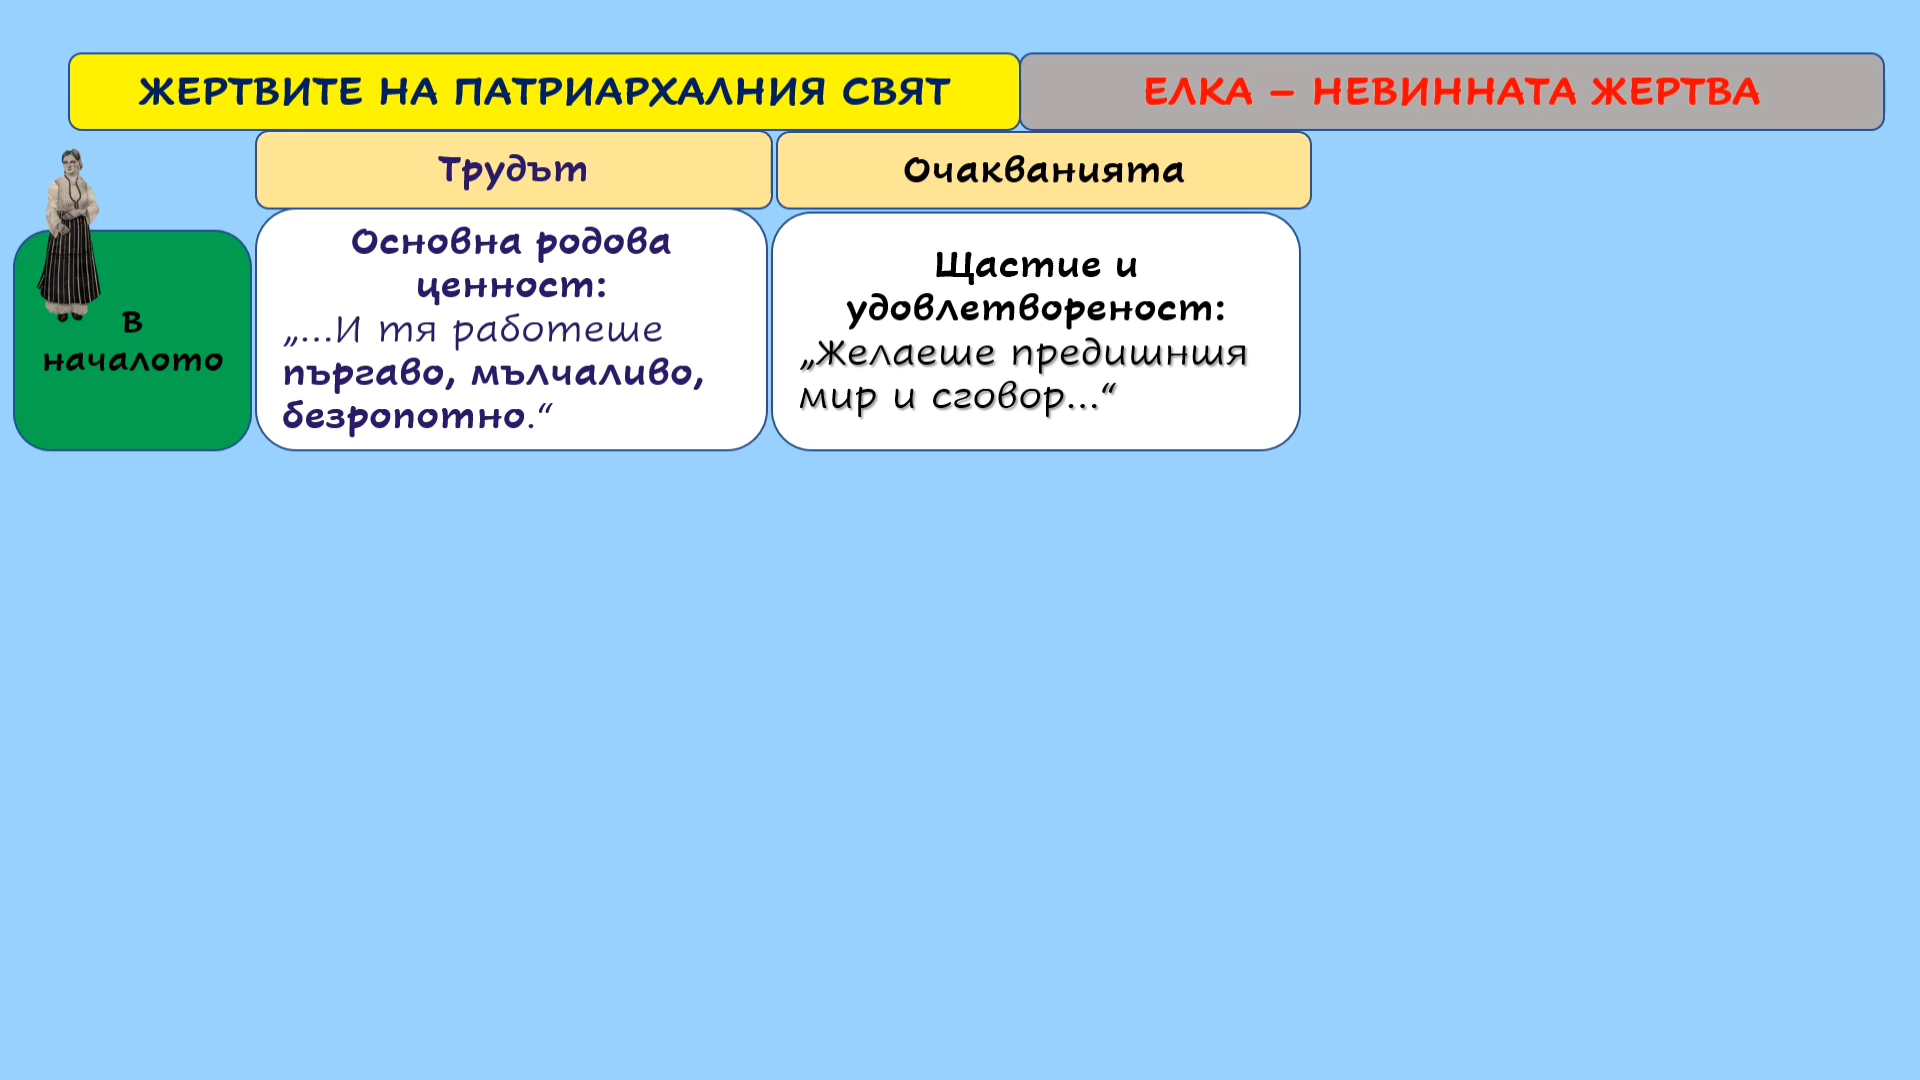 ЖЕРТВИТЕ НА ПАТРИАРХАЛНИЯ СВЯТ
ЕЛКА – НЕВИННАТА ЖЕРТВА
Трудът
Очакванията
В
началото
Основна родова
ценност:
„...И тя работеше
пъргаво, мълчаливо,
безропотно.“
Щастие и
удовлетвореност:
„Желаеше предишншя
мир и сговор...“